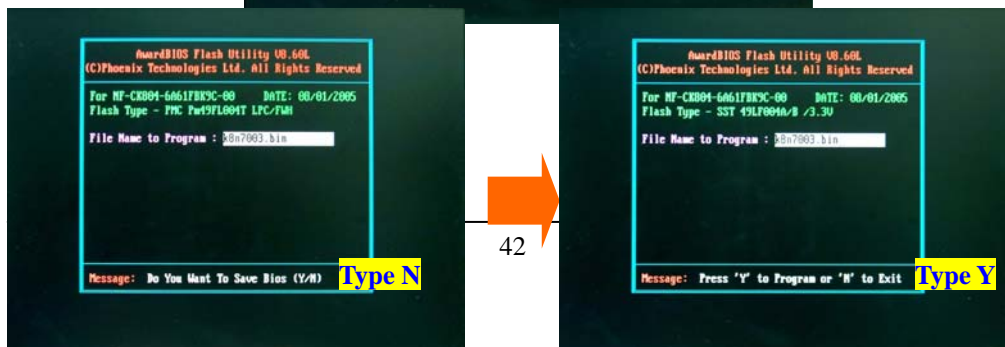 AwardBIOS Flash Utility V8.60L
(C)Phoenix Technologies Ltd. All Rights Reserved
For NF-CK804-6A61FBK9C-00 DATE: 08/01/2005
Flash Type - PMC Pm49FL004T LPC/FWH
File Name to Program : k8n7003.bin
Message: Do You Want To Save Bios (Y/N)
Type N
42
AwardBIOS Flash Utility V8.60L
(C)Phoenix Technologies Ltd. All Rights Reserved
For NF-CK804-6A61FBK9C-00 DATE: 08/01/2005
Flash Type - SST 49LF004A/B /3.3V
File Name to Program : k8n7003.bin
Message: Press 'Y' to Program or 'N' to Exit
Type Y